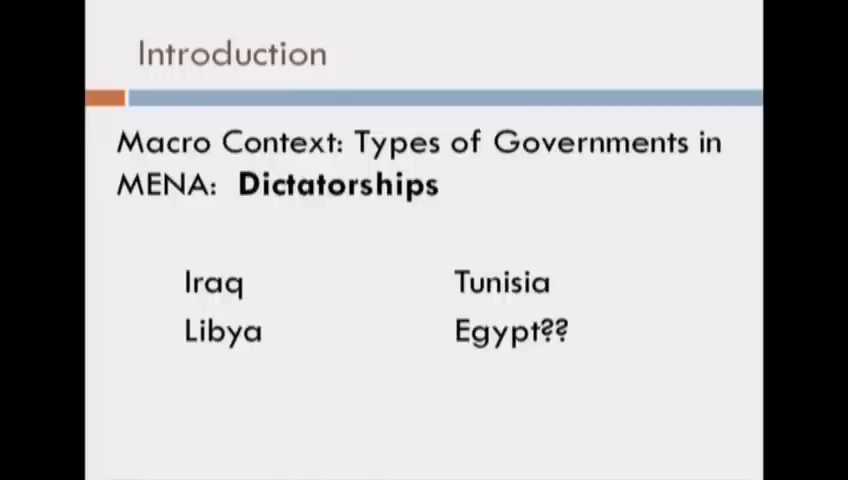 Introduction
Macro Context: Types of Governments in
MENA: Dictatorships
Iraq Tunisia
Libya Egypt??